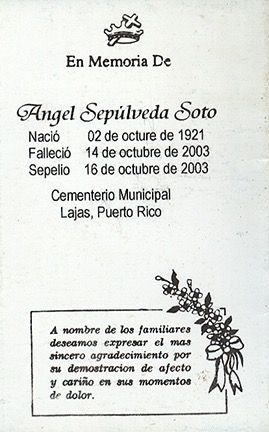 En Memoria De
Angel Sepúlveda Soto
Nació 02 de octure de 1921
Falleció 14 de octubre de 2003
Sepelio 16 de octubre de 2003
Cementerio Municipal
Lajas, Puerto Rico
A nombre de los familiares
deseamos expresar el mas
sincero agradecimiento por
su demostracion de afecto
y cariño en sus momentos
de dolor.